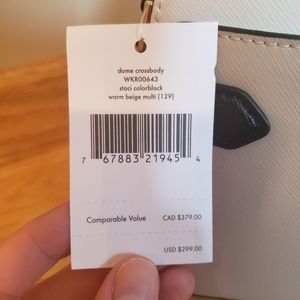 dome crossbody
WKR00643
staci colorblock
warm beige multi (129)
7 67883 21945 4
Comparable Value CAD $379.00
USD $299.00